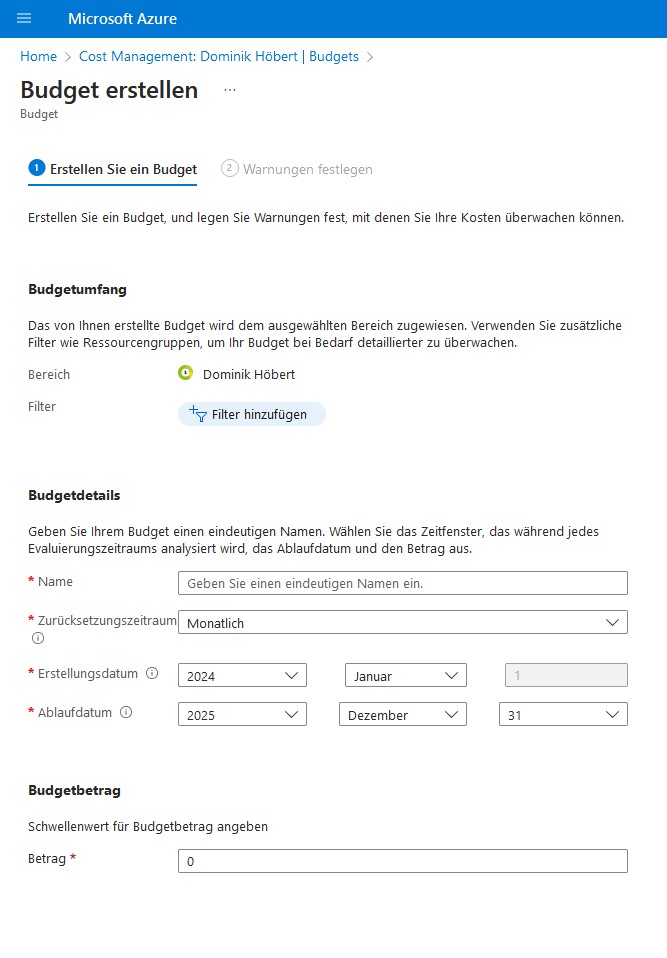 Microsoft Azure
Home > Cost Management: Dominik Höbert | Budgets >
Budget erstellen ...
Budget
1 Erstellen Sie ein Budget 2 Warnungen festlegen
Erstellen Sie ein Budget, und legen Sie Warnungen fest, mit denen Sie Ihre Kosten überwachen können.
Budgetumfang
Das von Ihnen erstellte Budget wird dem ausgewählten Bereich zugewiesen. Verwenden Sie zusätzliche
Filter wie Ressourcengruppen, um Ihr Budget bei Bedarf detaillierter zu überwachen.
Bereich Dominik Höbert
Filter Filter hinzufügen
Budgetdetails
Geben Sie Ihrem Budget einen eindeutigen Namen. Wählen Sie das Zeitfenster, das während jedes
Evaluierungszeitraums analysiert wird, das Ablaufdatum und den Betrag aus.
* Name Geben Sie einen eindeutigen Namen ein.
* Zurücksetzungszeitraum Monatlich
* Erstellungsdatum 2024 Januar 1
* Ablaufdatum 2025 Dezember 31
Budgetbetrag
Schwellenwert für Budgetbetrag angeben
Betrag * 0